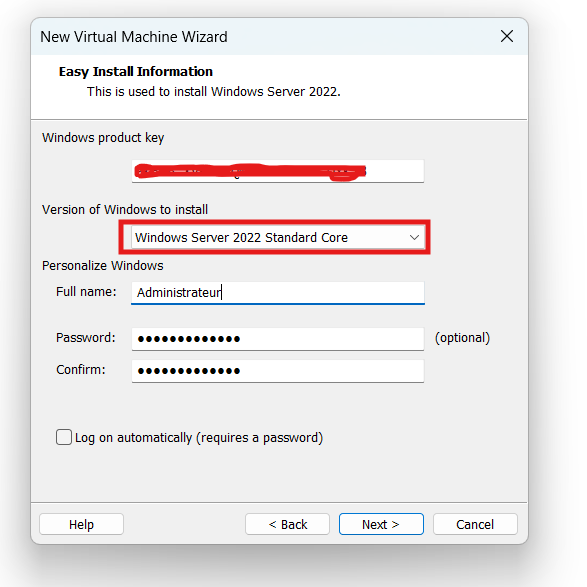 New Virtual Machine Wizard
Easy Install Information
This is used to install Windows Server 2022.
Windows product key
Version of Windows to install
Windows Server 2022 Standard Core
Personalize Windows
Full name: Administrateur
Password: ●●●●●●●●●●●●● (optional)
Confirm: ●●●●●●●●●●●●●
Log on automatically (requires a password)
Help < Back Next > Cancel